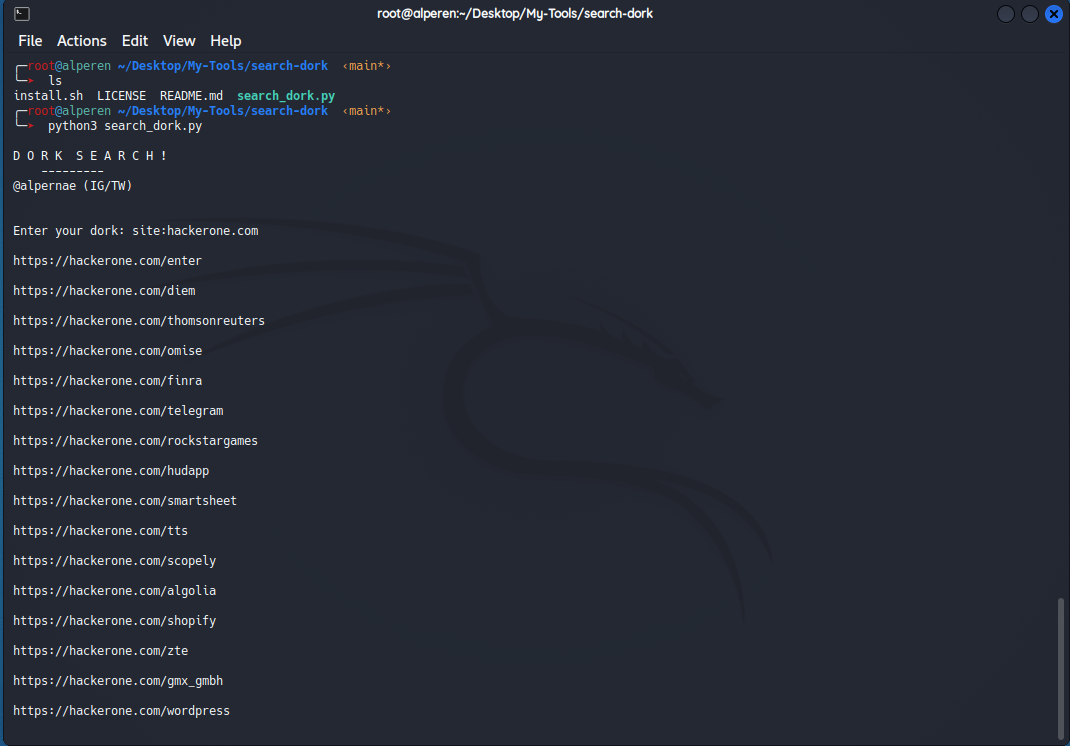 root@alperen:~/Desktop/My-Tools/search-dork
File Actions Edit View Help
root@alperen ~/Desktop/My-Tools/search-dork ‹main*›
ls
install.sh LICENSE README.md search_dork.py
root@alperen ~/Desktop/My-Tools/search-dork ‹main*›
python3 search_dork.py
D O R K  S E A R C H !
---------
@alpernae (IG/TW)
Enter your dork: site:hackerone.com
https://hackerone.com/enter
https://hackerone.com/diem
https://hackerone.com/thomsonreuters
https://hackerone.com/omise
https://hackerone.com/finra
https://hackerone.com/telegram
https://hackerone.com/rockstargames
https://hackerone.com/hudapp
https://hackerone.com/smartsheet
https://hackerone.com/tts
https://hackerone.com/scopely
https://hackerone.com/algolia
https://hackerone.com/shopify
https://hackerone.com/zte
https://hackerone.com/gmx_gmbh
https://hackerone.com/wordpress